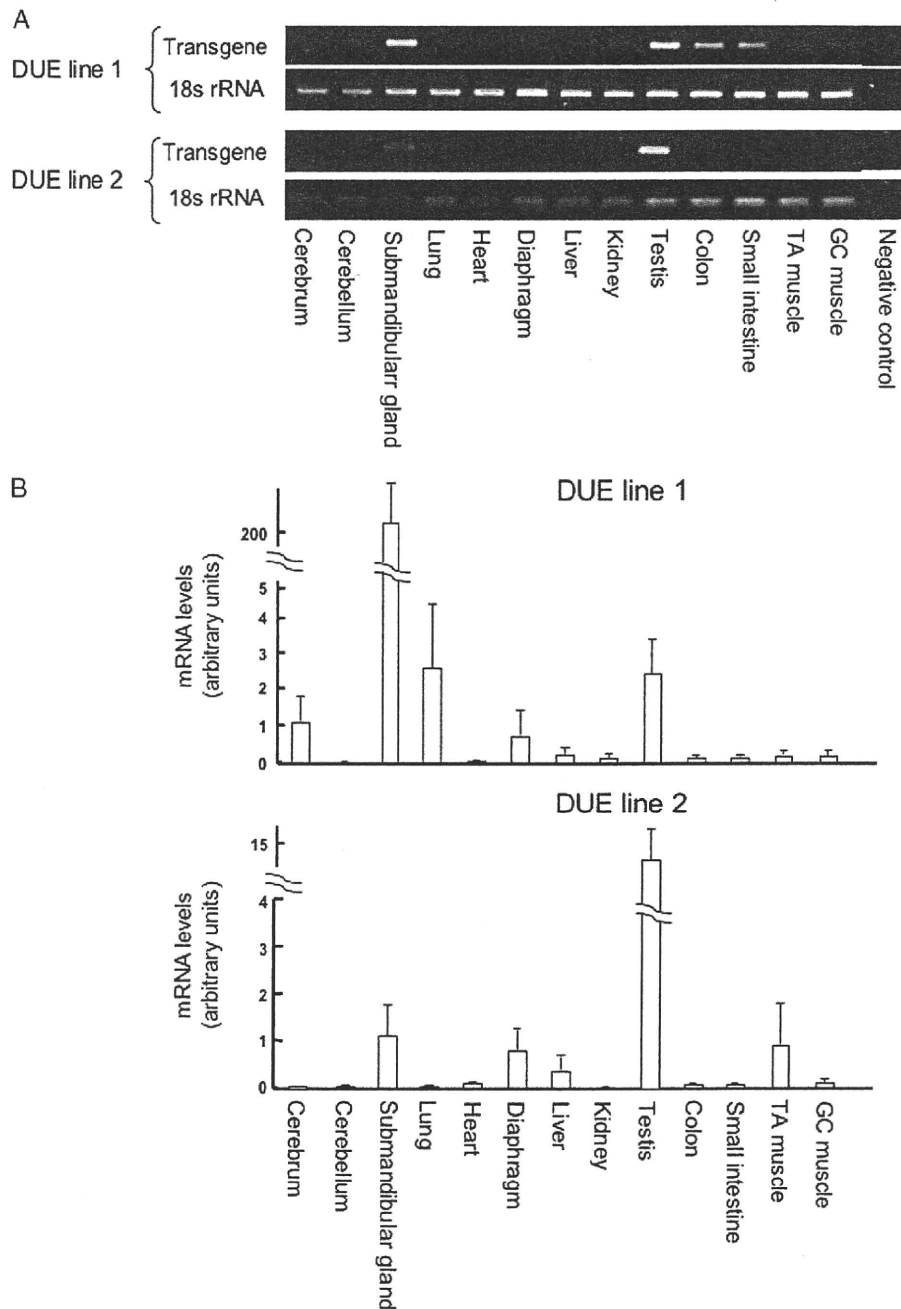 A
DUE line 1
Transgene
18s rRNA
DUE line 2
Transgene
18s rRNA
Cerebrum
Cerebellum
Submandibularr gland
Lung
Heart
Diaphragm
Liver
Kidney
Testis
Colon
Small intestine
TA muscle
GC muscle
Negative control
B
DUE line 1
mRNA levels
(arbitrary units)
200
5
4
3
2
1
0
DUE line 2
mRNA levels
(arbitrary units)
15
4
3
2
1
0
Cerebrum
Cerebellum
Submandibular gland
Lung
Heart
Diaphragm
Liver
Kidney
Testis
Colon
Small intestine
TA muscle
GC muscle